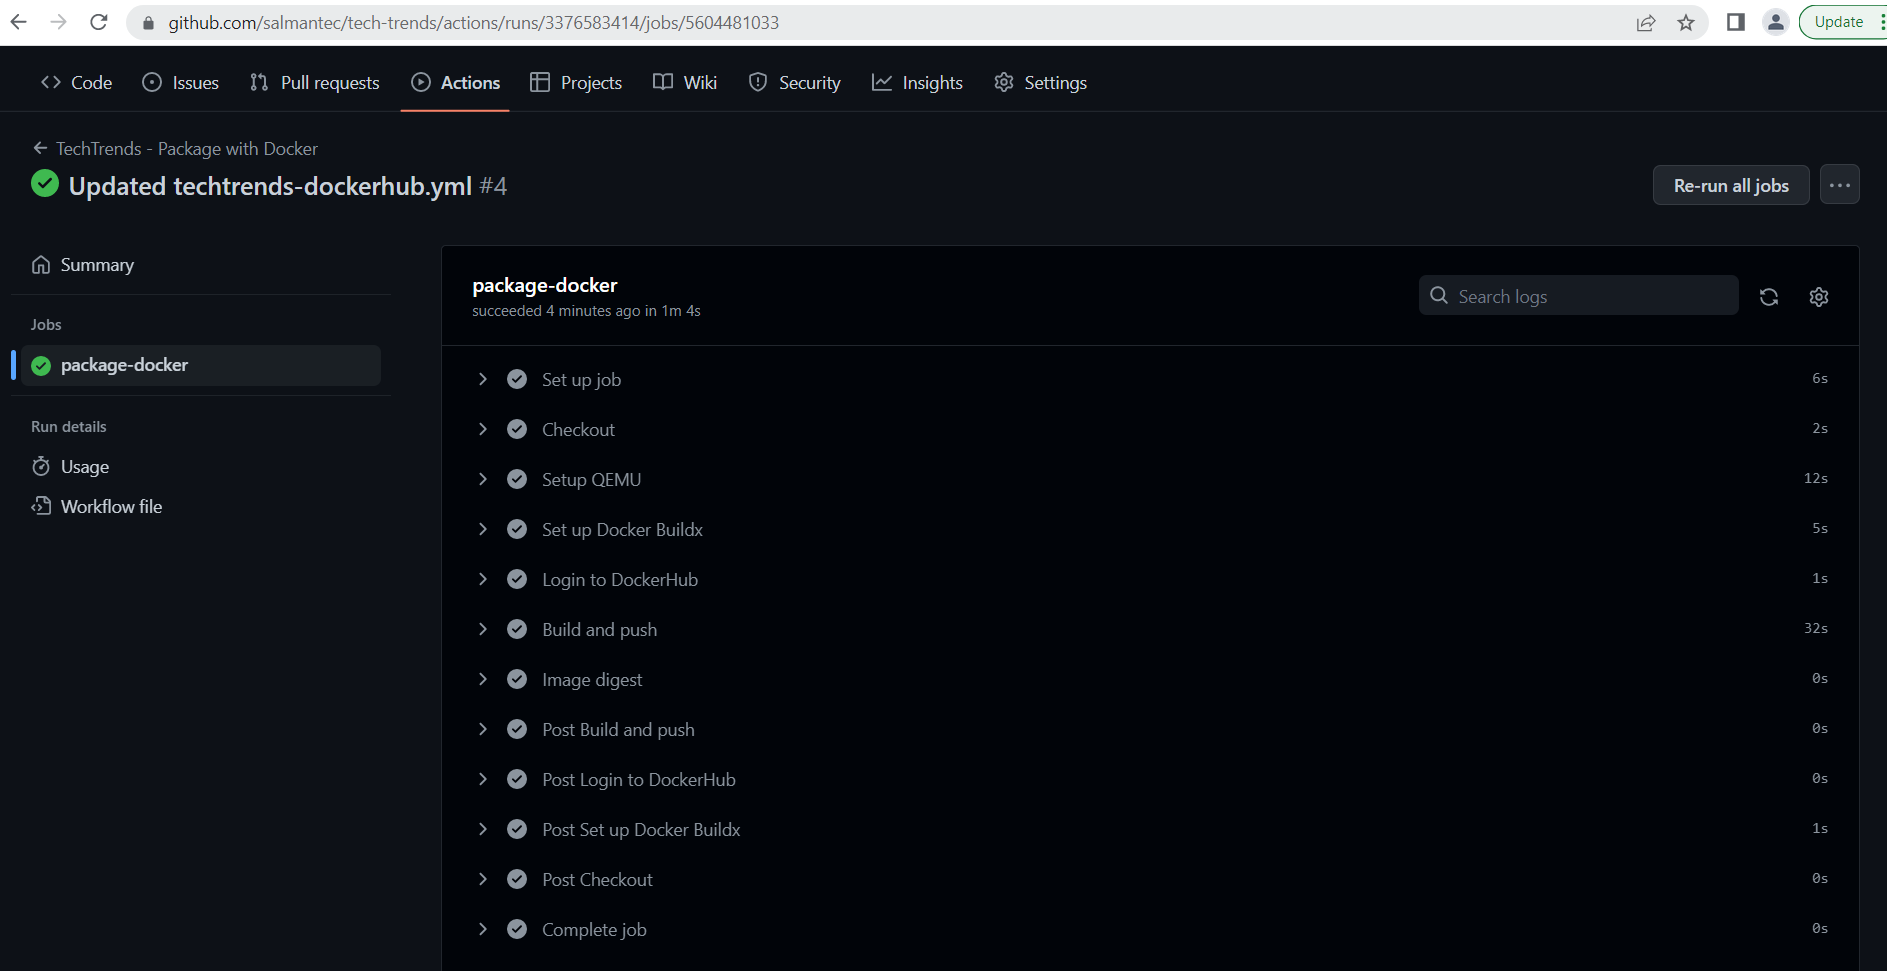 github.com/salmantec/tech-trends/actions/runs/3376583414/jobs/5604481033
Update
Code
Issues
Pull requests
Actions
Projects
Wiki
Security
Insights
Settings
TechTrends - Package with Docker
Updated techtrends-dockerhub.yml #4
Re-run all jobs
Summary
Jobs
package-docker
Run details
Usage
Workflow file
package-docker
succeeded 4 minutes ago in 1m 4s
Search logs
Set up job 6s
Checkout 2s
Setup QEMU 12s
Set up Docker Buildx 5s
Login to DockerHub 1s
Build and push 32s
Image digest 0s
Post Build and push 0s
Post Login to DockerHub 0s
Post Set up Docker Buildx 1s
Post Checkout 0s
Complete job 0s